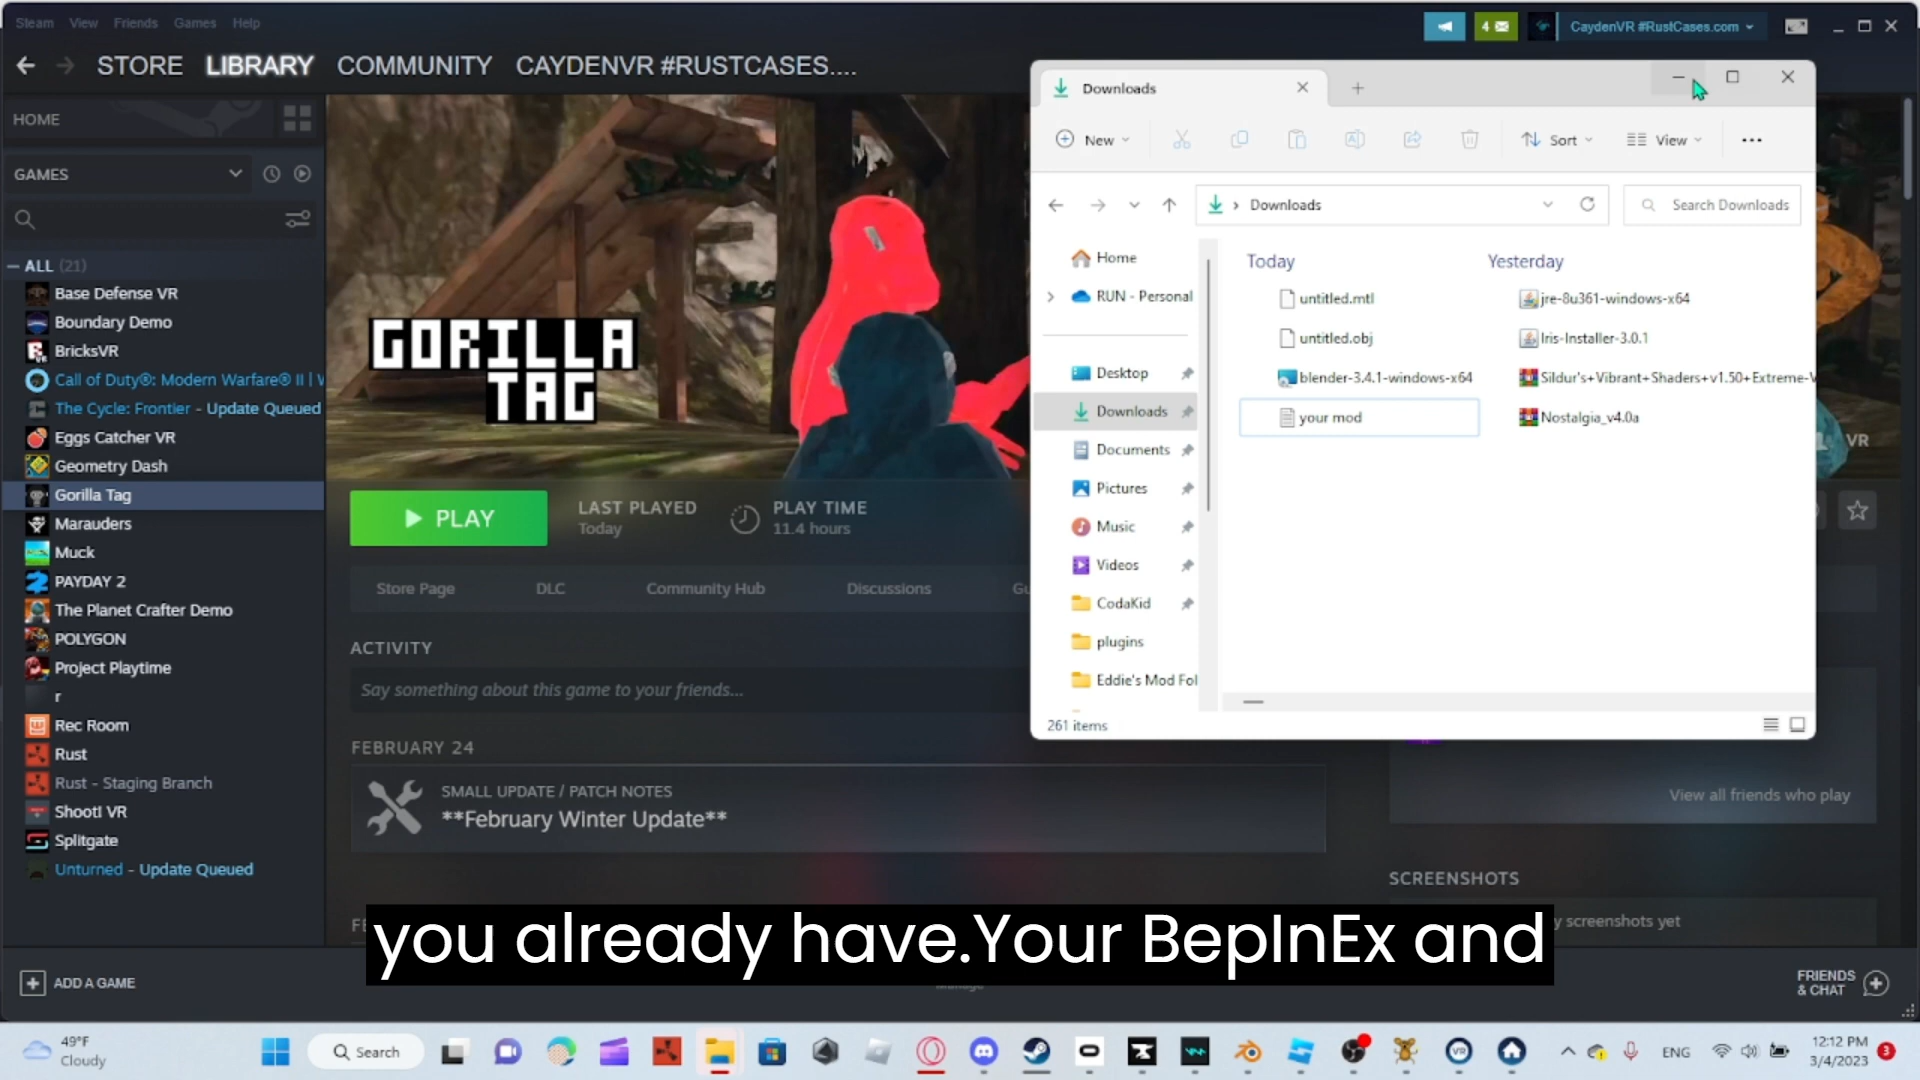 Steam View Friends Games Help
4
CaydenVR #RustCases.com
STORE LIBRARY COMMUNITY CAYDENVR #RUSTCASES....
HOME
GAMES
ALL (21)
Base Defense VR
Boundary Demo
BricksVR
Call of Duty®: Modern Warfare® II |
The Cycle: Frontier - Update Queued
Eggs Catcher VR
Geometry Dash
Gorilla Tag
Marauders
Muck
PAYDAY 2
The Planet Crafter Demo
POLYGON
Project Playtime
r
Rec Room
Rust
Rust - Staging Branch
Shoot! VR
Splitgate
Unturned - Update Queued
ADD A GAME
GORILLA
TAG
PLAY
LAST PLAYED
Today
PLAY TIME
11.4 hours
Store Page DLC Community Hub Discussions Gu
ACTIVITY
Say something about this game to your friends...
FEBRUARY 24
SMALL UPDATE / PATCH NOTES
**February Winter Update**
VR
View all friends who play
SCREENSHOTS
screenshots yet
FRIENDS
& CHAT
Downloads
New Sort View
Downloads
Search Downloads
Home
RUN - Personal
Desktop
Downloads
Documents
Pictures
Music
Videos
CodaKid
plugins
Eddie's Mod Fol
Today
untitled.mtl
untitled.obj
blender-3.4.1-windows-x64
your mod
Yesterday
jre-8u361-windows-x64
Iris-Installer-3.0.1
Sildur's+Vibrant+Shaders+v1.50+Extreme-V
Nostalgia_v4.0a
261 items
you already have.Your BepInEx and
49°F
Cloudy
Search
ENG
12:12 PM
3/4/2023
3